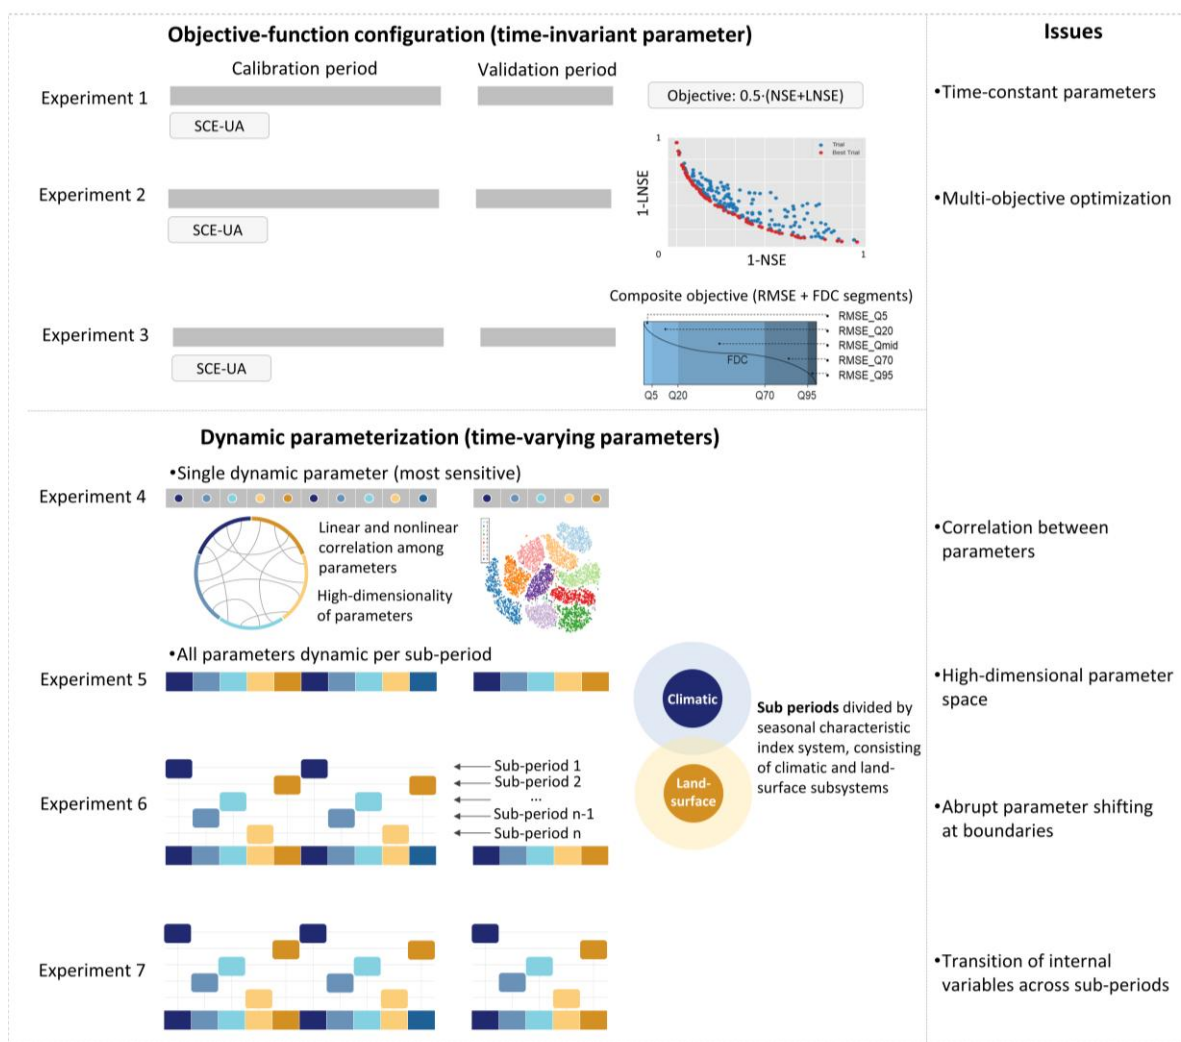 Objective-function configuration (time-invariant parameter)
Issues
Calibration period
Validation period
Experiment 1
Objective: 0.5·(NSE+LNSE)
•Time-constant parameters
SCE-UA
1
Trial
Best Trial
Experiment 2
1-LNSE
•Multi-objective optimization
SCE-UA
0
1-NSE
1
Composite objective (RMSE + FDC segments)
Experiment 3
RMSE_Q5
RMSE_Q20
RMSE_Qmid
RMSE_Q70
RMSE_Q95
FDC
SCE-UA
Q5
Q20
Q70
Q95
Dynamic parameterization (time-varying parameters)
•Single dynamic parameter (most sensitive)
Experiment 4
Linear and nonlinear
correlation among
parameters
High-dimensionality
of parameters
•Correlation between
parameters
•All parameters dynamic per sub-period
Experiment 5
Climatic
Land-
surface
Sub periods divided by
seasonal characteristic
index system, consisting
of climatic and land-
surface subsystems
•High-dimensional parameter
space
Experiment 6
Sub-period 1
Sub-period 2
...
Sub-period n-1
Sub-period n
•Abrupt parameter shifting
at boundaries
Experiment 7
•Transition of internal
variables across sub-periods